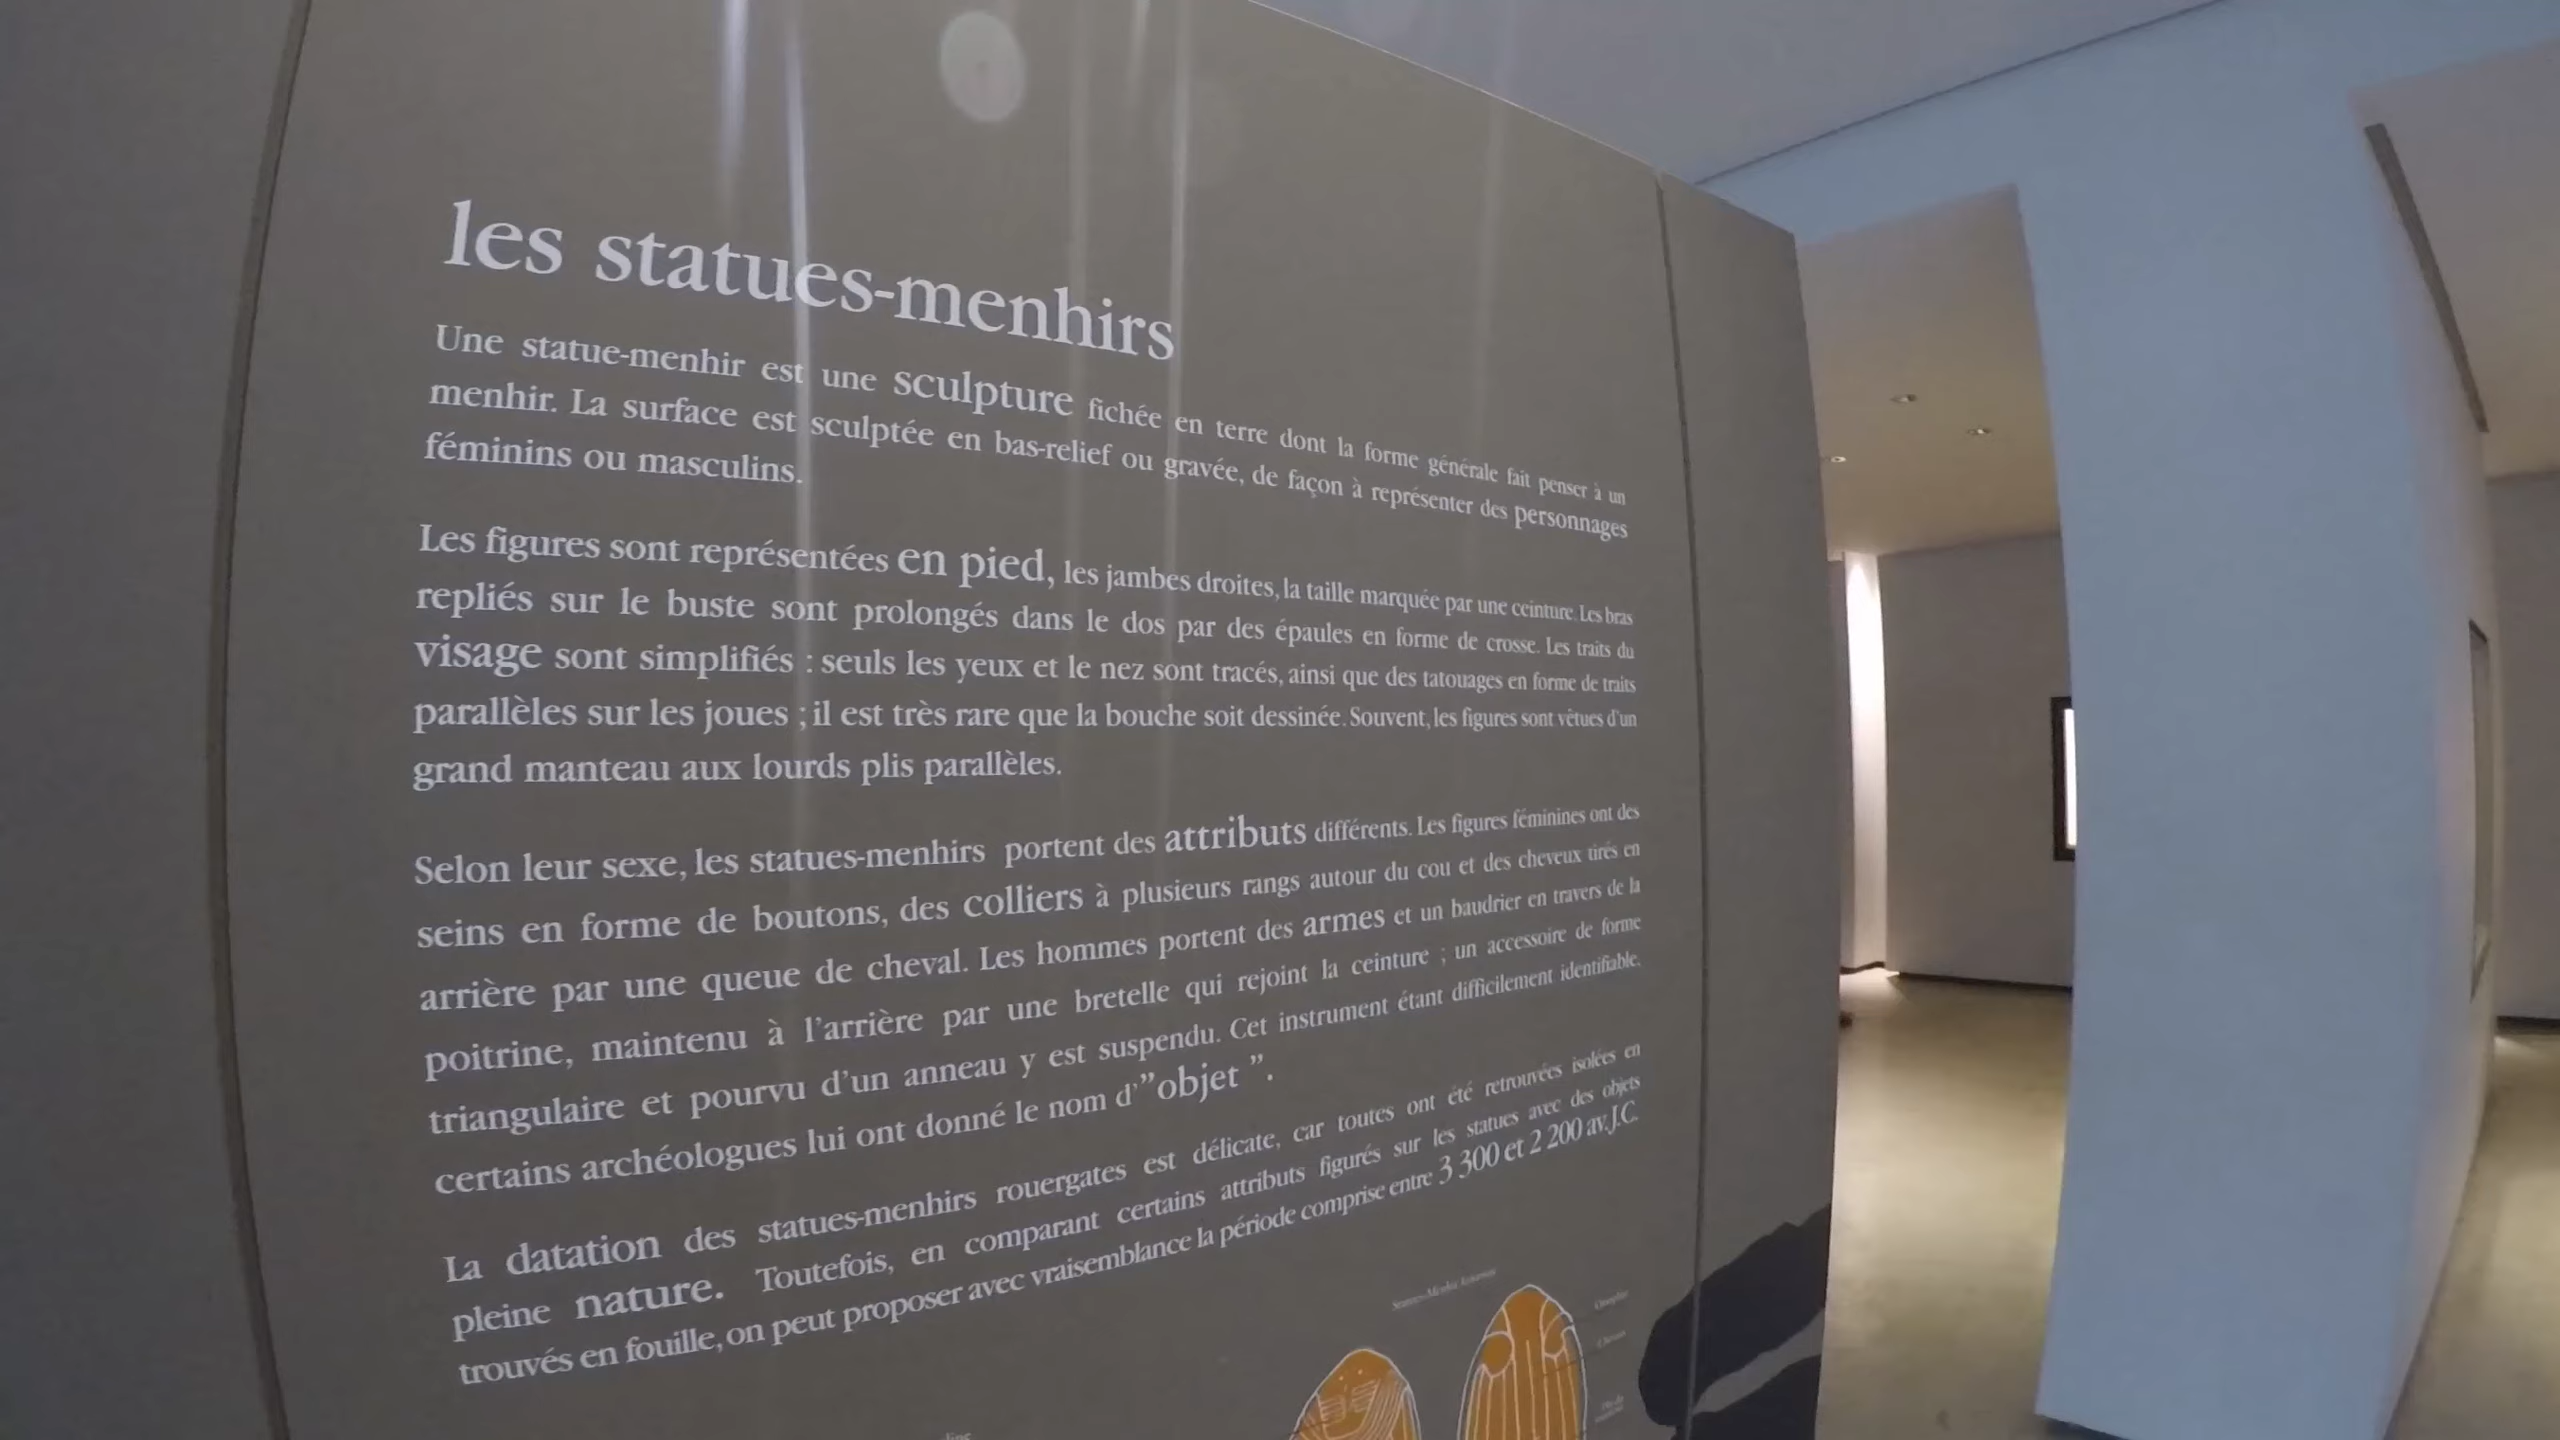 les statues-menhirs
Une statue-menhir est une sculpture fichée en terre dont la forme générale fait penser à un
menhir. La surface est sculptée en bas-relief ou gravée, de façon à représenter des personnages
féminins ou masculins.
Les figures sont représentées en pied, les jambes droites, la taille marquée par une ceinture. Les bras
repliés sur le buste sont prolongés dans le dos par des épaules en forme de crosse. Les traits du
visage sont simplifiés : seuls les yeux et le nez sont tracés, ainsi que des tatouages en forme de traits
parallèles sur les joues ; il est très rare que la bouche soit dessinée. Souvent, les figures sont vêtues d'un
grand manteau aux lourds plis parallèles.
Selon leur sexe, les statues-menhirs portent des attributs différents. Les figures féminines ont des
seins en forme de boutons, des colliers à plusieurs rangs autour du cou et des cheveux tirés en
arrière par une queue de cheval. Les hommes portent des armes et un baudrier en travers de la
poitrine, maintenu à l'arrière par une bretelle qui rejoint la ceinture ; un accessoire de forme
triangulaire et pourvu d'un anneau y est suspendu. Cet instrument étant difficilement identifiable.
certains archéologues lui ont donné le nom d'”objet ”.
La datation des statues-menhirs rouergates est délicate, car toutes ont été retrouvées isolées en
pleine nature. Toutefois, en comparant certains attributs figurés sur les statues avec des objets
trouvés en fouille, on peut proposer avec vraisemblance la période comprise entre 3 300 et 2 200 av.J.C.